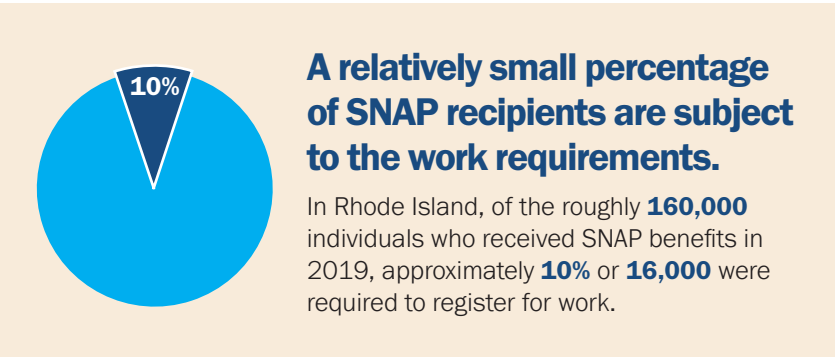 10%
A relatively small percentage
of SNAP recipients are subject
to the work requirements.
In Rhode Island, of the roughly 160,000
individuals who received SNAP benefits in
2019, approximately 10% or 16,000 were
required to register for work.